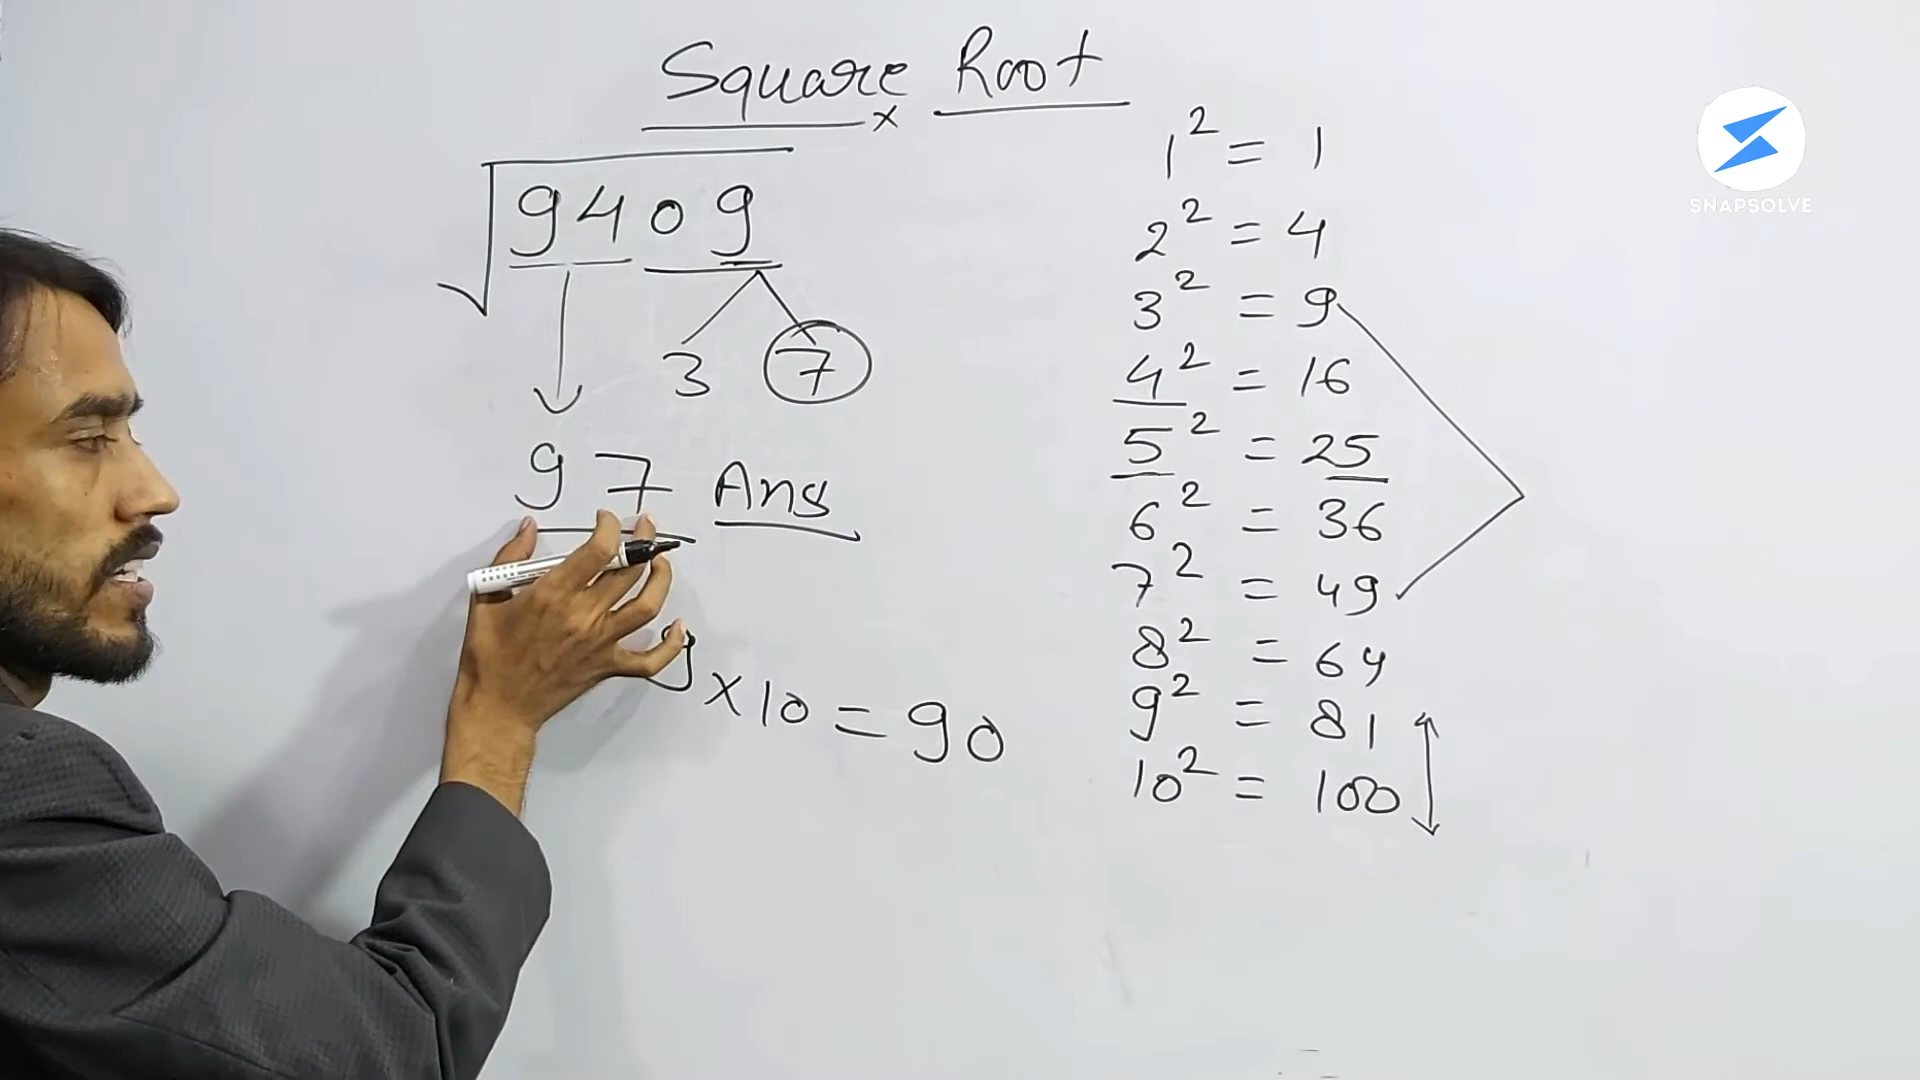 Square Root
x
√9409
3 7
97 Ans
9 x 10 = 90
1² = 1
2² = 4
3² = 9
4² = 16
5² = 25
6² = 36
7² = 49
8² = 64
9² = 81
10² = 100
SNAPSOLVE